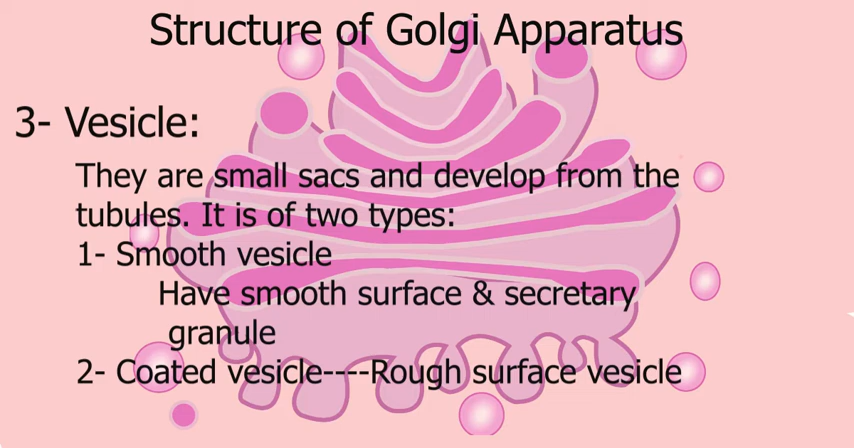 Structure of Golgi Apparatus
3- Vesicle:
They are small sacs and develop from the
tubules. It is of two types:
1- Smooth vesicle
Have smooth surface & secretary
granule
2- Coated vesicle----Rough surface vesicle